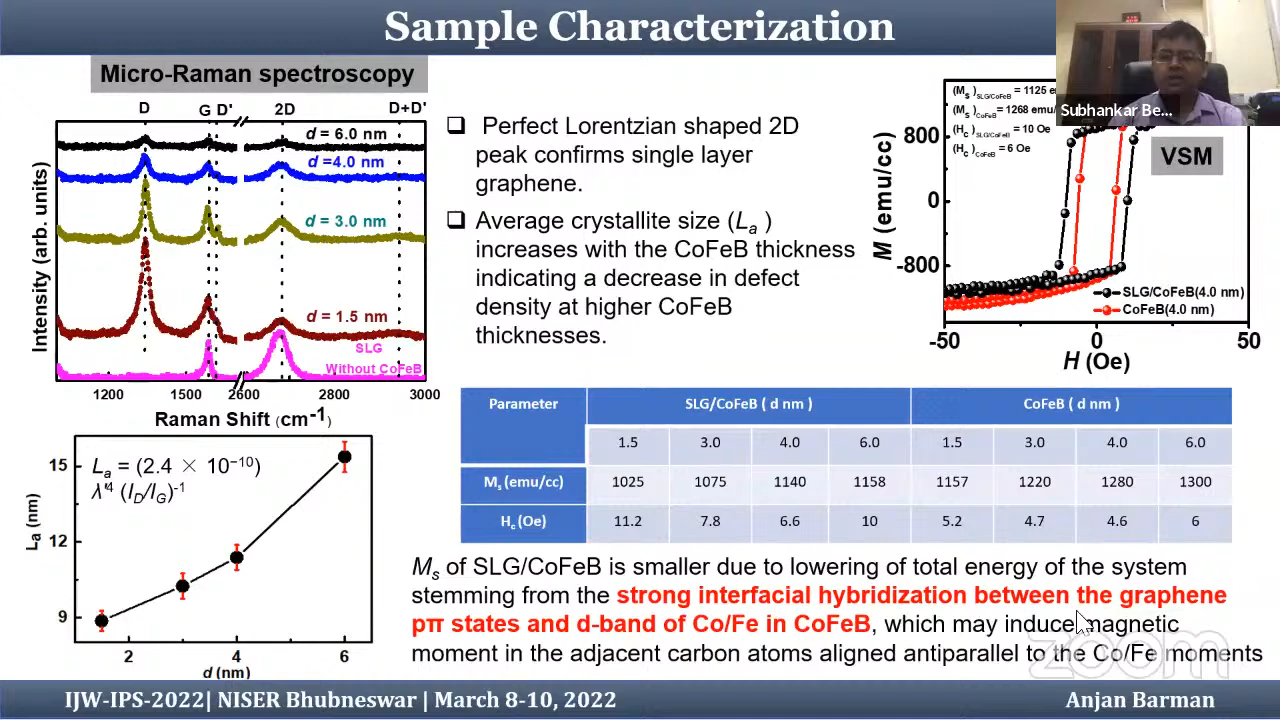 Sample Characterization
Micro-Raman spectroscopy
D
G D'
2D
D+D'
d = 6.0 nm
d =4.0 nm
d = 3.0 nm
d = 1.5 nm
SLG
Without CoFeB
Intensity (arb. units)
1200
1500
2600
2800
3000
Raman Shift (cm-1)
❑ Perfect Lorentzian shaped 2D
peak confirms single layer
graphene.
❑ Average crystallite size (La )
increases with the CoFeB thickness
indicating a decrease in defect
density at higher CoFeB
thicknesses.
(Ms)SLG/CoFeB = 1125
(Ms)CoFeB = 1268 emu/
(Hc)SLG/CoFeB = 10 Oe
(Hc)CoFeB = 6 Oe
Subhankar Be...
VSM
800
0
-800
M (emu/cc)
SLG/CoFeB(4.0 nm)
CoFeB(4.0 nm)
-50
0
50
H (Oe)
La = (2.4 × 10−10)
λ4 (ID/IG)-1
15
12
9
La (nm)
2
4
6
d (nm)
Parameter SLG/CoFeB ( d nm ) CoFeB ( d nm )
1.5 3.0 4.0 6.0 1.5 3.0 4.0 6.0
Ms (emu/cc) 1025 1075 1140 1158 1157 1220 1280 1300
Hc (Oe) 11.2 7.8 6.6 10 5.2 4.7 4.6 6
Ms of SLG/CoFeB is smaller due to lowering of total energy of the system
stemming from the strong interfacial hybridization between the graphene
pπ states and d-band of Co/Fe in CoFeB, which may induce magnetic
moment in the adjacent carbon atoms aligned antiparallel to the Co/Fe moments
zoom
IJW-IPS-2022| NISER Bhubneswar | March 8-10, 2022
Anjan Barman